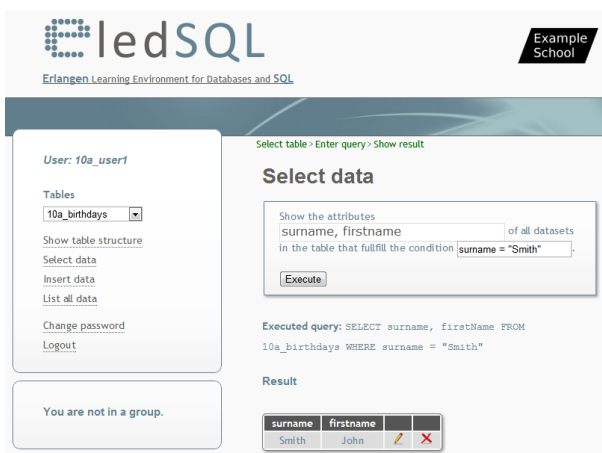 eledSQL
Example
School
Erlangen Learning Environment for Databases and SQL
Select table > Enter query > Show result
User: 10a_user1
Tables
10a_birthdays
Show table structure
Select data
Insert data
List all data
Change password
Logout
You are not in a group.
Select data
Show the attributes
surname, firstname of all datasets
in the table that fulfill the condition surname = "Smith" .
Execute
Executed query: SELECT surname, firstName FROM
10a_birthdays WHERE surname = "Smith"
Result
surname firstname
Smith John